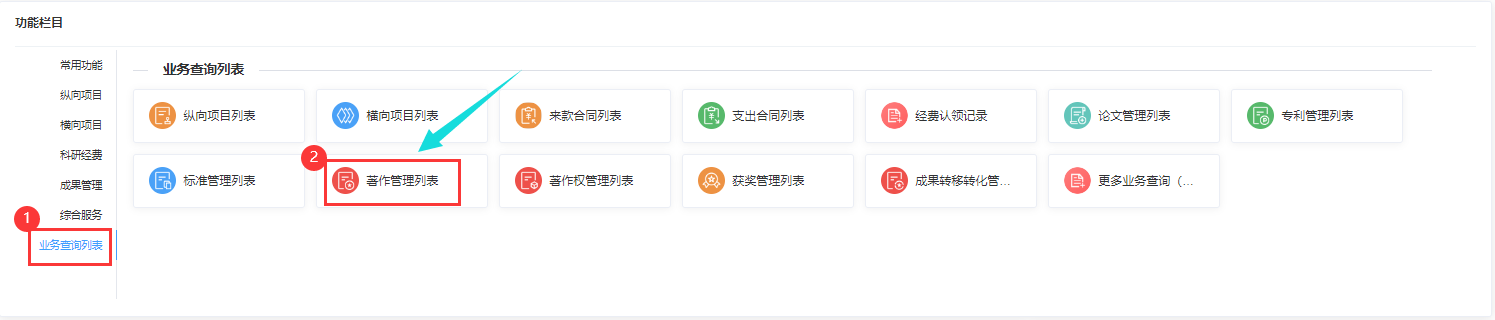 功能栏目
常用功能
纵向项目
横向项目
科研经费
成果管理
综合服务
1
业务查询列表
业务查询列表
纵向项目列表
横向项目列表
来款合同列表
支出合同列表
经费认领记录
论文管理列表
专利管理列表
标准管理列表
2
著作管理列表
著作权管理列表
获奖管理列表
成果转移转化管...
更多业务查询（...